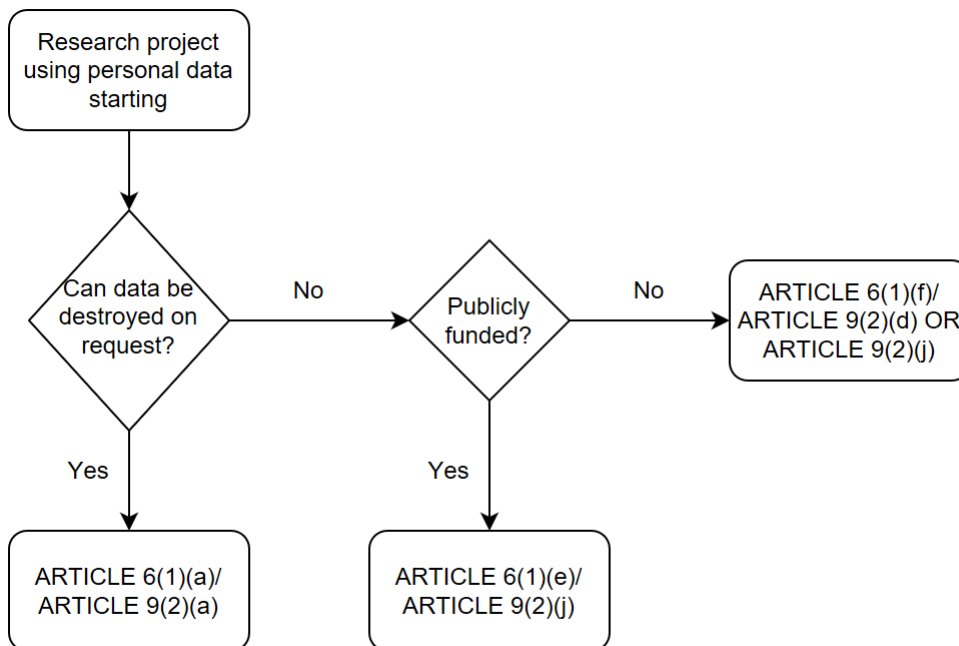 Research project
using personal data
starting
Can data be
destroyed on
request?
No
Publicly
funded?
No
ARTICLE 6(1)(f)/
ARTICLE 9(2)(d) OR
ARTICLE 9(2)(j)
Yes
Yes
ARTICLE 6(1)(a)/
ARTICLE 9(2)(a)
ARTICLE 6(1)(e)/
ARTICLE 9(2)(j)